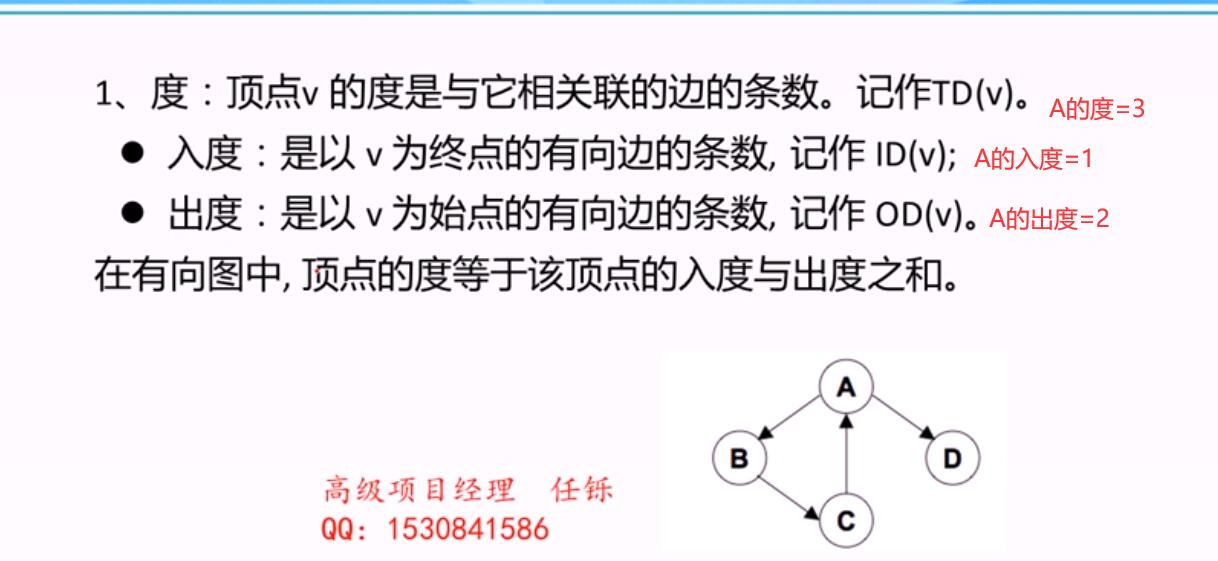 1、度：顶点v 的度是与它相关联的边的条数。记作TD(v)。 A的度=3
● 入度：是以 v 为终点的有向边的条数, 记作 ID(v); A的入度=1
● 出度：是以 v 为始点的有向边的条数, 记作 OD(v)。 A的出度=2
在有向图中, 顶点的度等于该顶点的入度与出度之和。
A
B
D
C
高级项目经理 任铄
QQ：1530841586